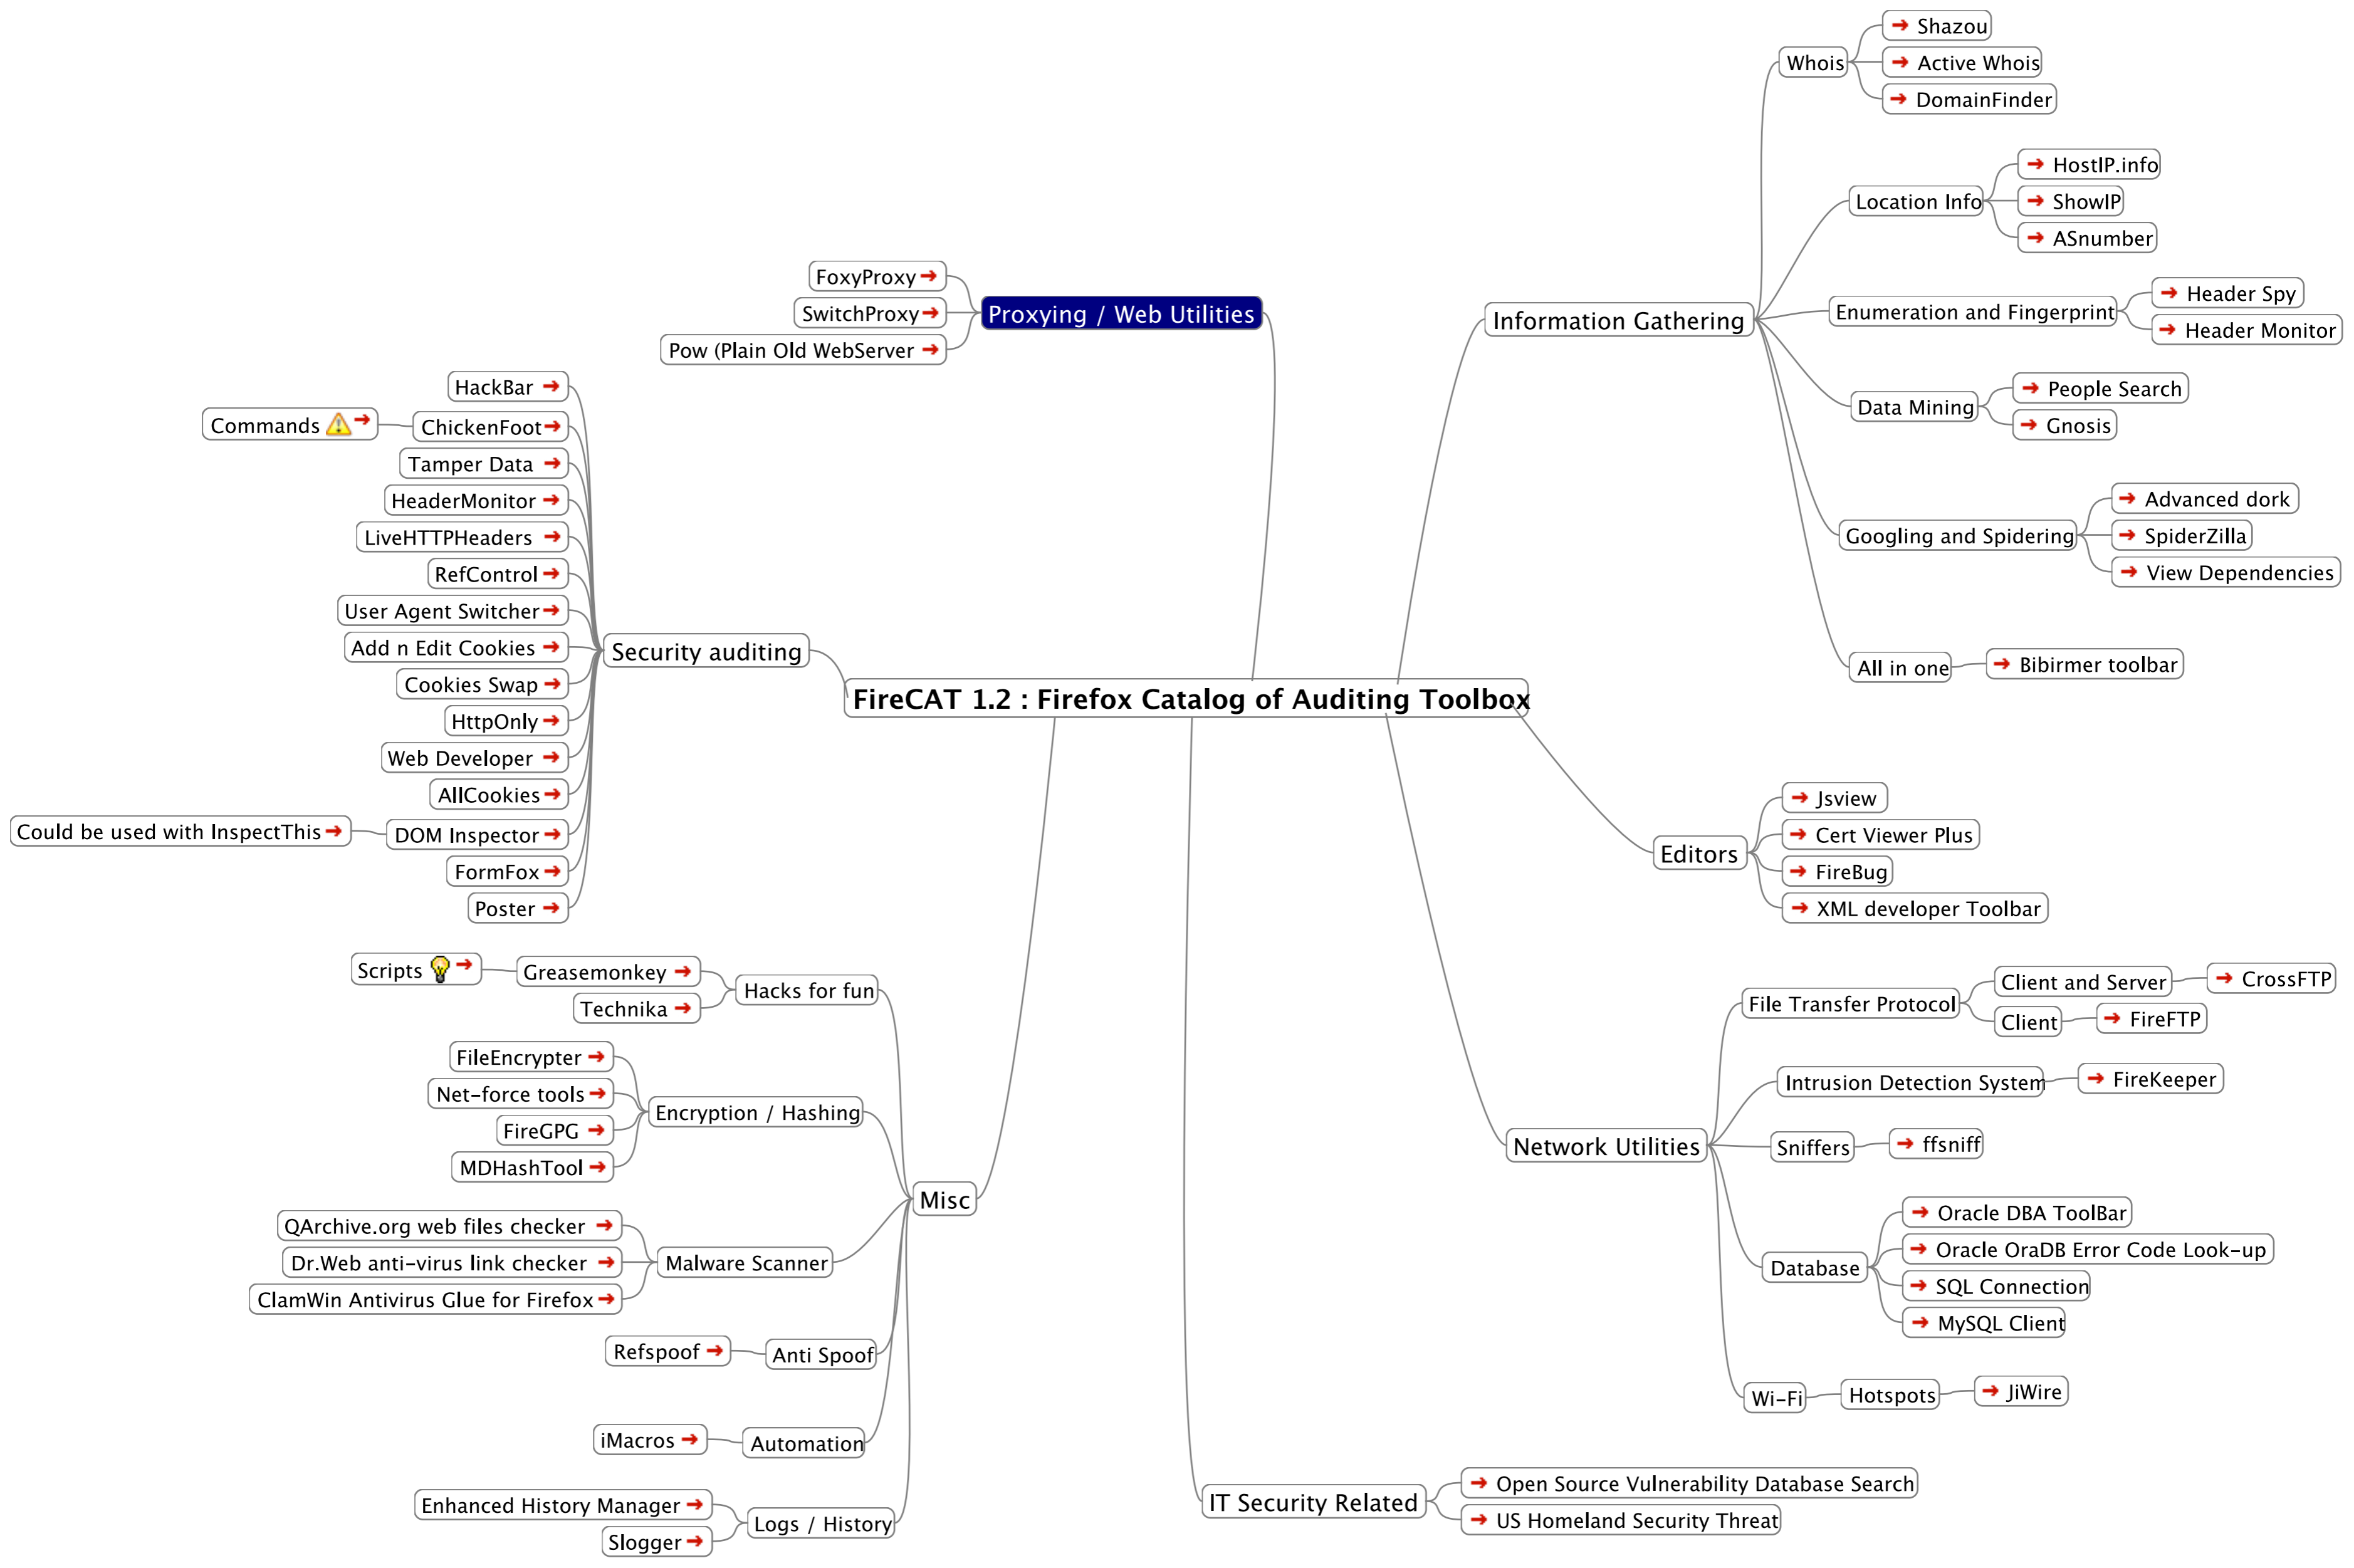 FireCAT 1.2 : Firefox Catalog of Auditing Toolbox
Information Gathering
Whois
Shazou
Active Whois
DomainFinder
Location Info
HostIP.info
ShowIP
ASnumber
Enumeration and Fingerprint
Header Spy
Header Monitor
Data Mining
People Search
Gnosis
Googling and Spidering
Advanced dork
SpiderZilla
View Dependencies
All in one
Bibirmer toolbar
Editors
Jsview
Cert Viewer Plus
FireBug
XML developer Toolbar
Network Utilities
File Transfer Protocol
Client and Server
CrossFTP
Client
FireFTP
Intrusion Detection System
FireKeeper
Sniffers
ffsniff
Database
Oracle DBA ToolBar
Oracle OraDB Error Code Look-up
SQL Connection
MySQL Client
Wi-Fi
Hotspots
JiWire
IT Security Related
Open Source Vulnerability Database Search
US Homeland Security Threat
Proxying / Web Utilities
FoxyProxy
SwitchProxy
Pow (Plain Old WebServer
Security auditing
HackBar
ChickenFoot
Commands
Tamper Data
HeaderMonitor
LiveHTTPHeaders
RefControl
User Agent Switcher
Add n Edit Cookies
Cookies Swap
HttpOnly
Web Developer
AllCookies
DOM Inspector
Could be used with InspectThis
FormFox
Poster
Misc
Hacks for fun
Greasemonkey
Scripts
Technika
Encryption / Hashing
FileEncrypter
Net-force tools
FireGPG
MDHashTool
Malware Scanner
QArchive.org web files checker
Dr.Web anti-virus link checker
ClamWin Antivirus Glue for Firefox
Anti Spoof
Refspoof
Automation
iMacros
Logs / History
Enhanced History Manager
Slogger